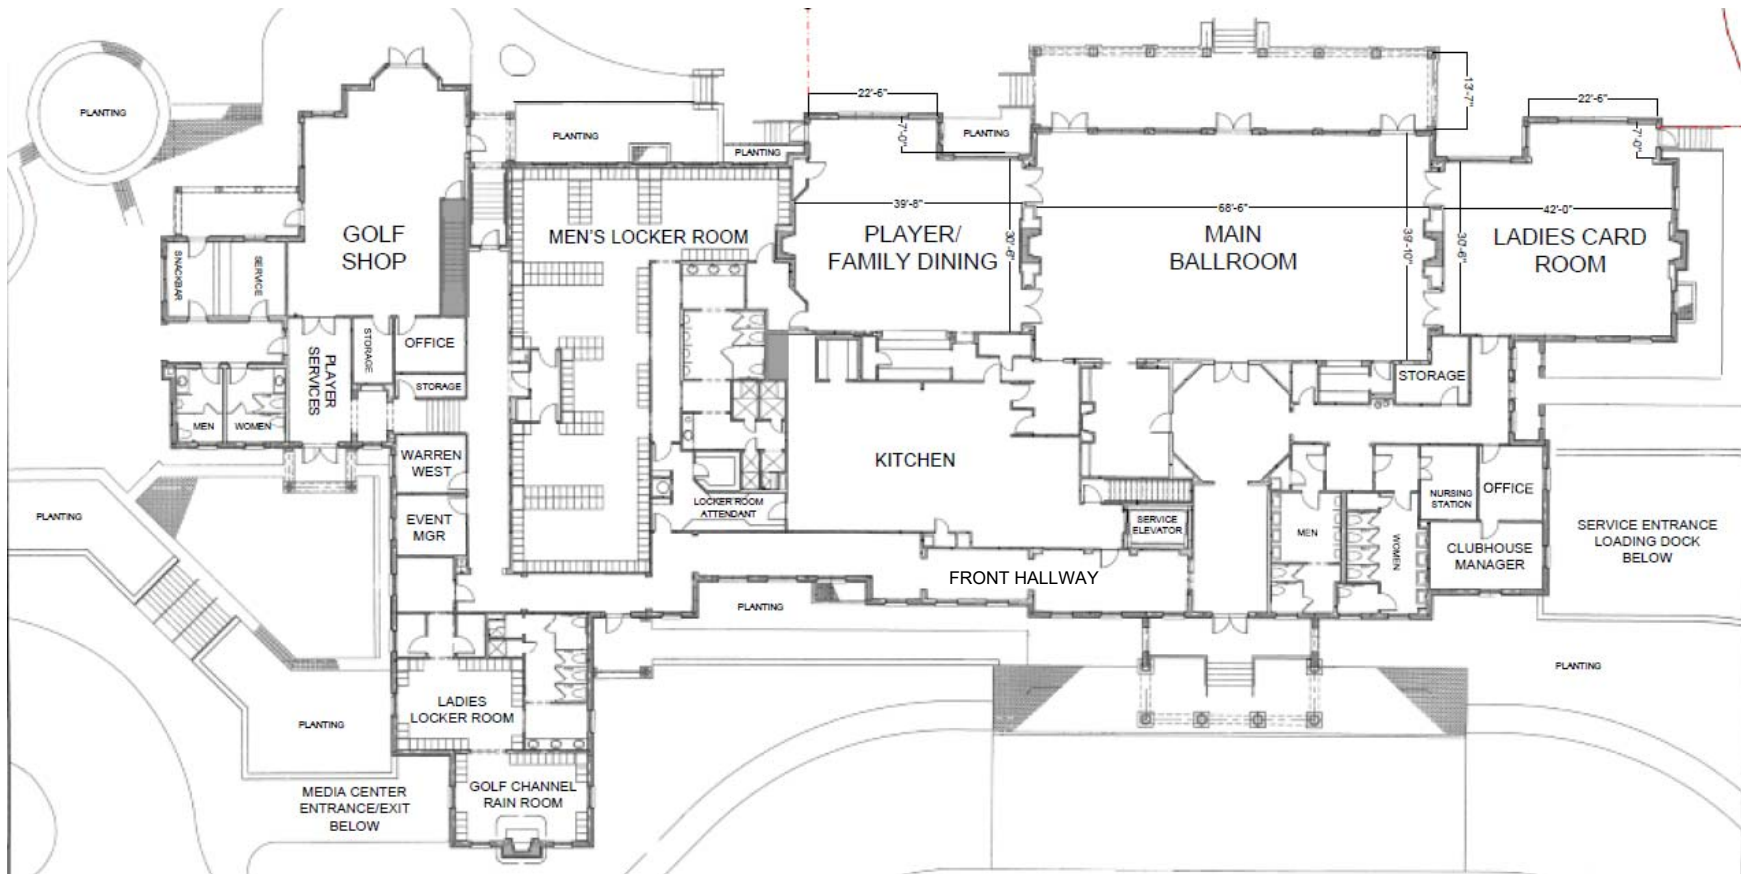 PLANTING
22'-6"
7'-0"
13'-7"
22'-6"
7'-0"
PLANTING
PLANTING
PLANTING
39'-8"
68'-6"
42'-0"
GOLF
SHOP
MEN'S LOCKER ROOM
PLAYER/
FAMILY DINING
30'-6"
MAIN
BALLROOM
39'-10"
30'-6"
LADIES CARD
ROOM
SNACKBAR
SERVICE
PLAYER
SERVICES
STORAGE
OFFICE
STORAGE
STORAGE
MEN
WOMEN
WARREN
WEST
KITCHEN
LOCKER ROOM
ATTENDANT
EVENT
MGR
SERVICE
ELEVATOR
MEN
WOMEN
NURSING
STATION
OFFICE
CLUBHOUSE
MANAGER
SERVICE ENTRANCE
LOADING DOCK
BELOW
PLANTING
FRONT HALLWAY
PLANTING
PLANTING
LADIES
LOCKER ROOM
PLANTING
GOLF CHANNEL
RAIN ROOM
MEDIA CENTER
ENTRANCE/EXIT
BELOW